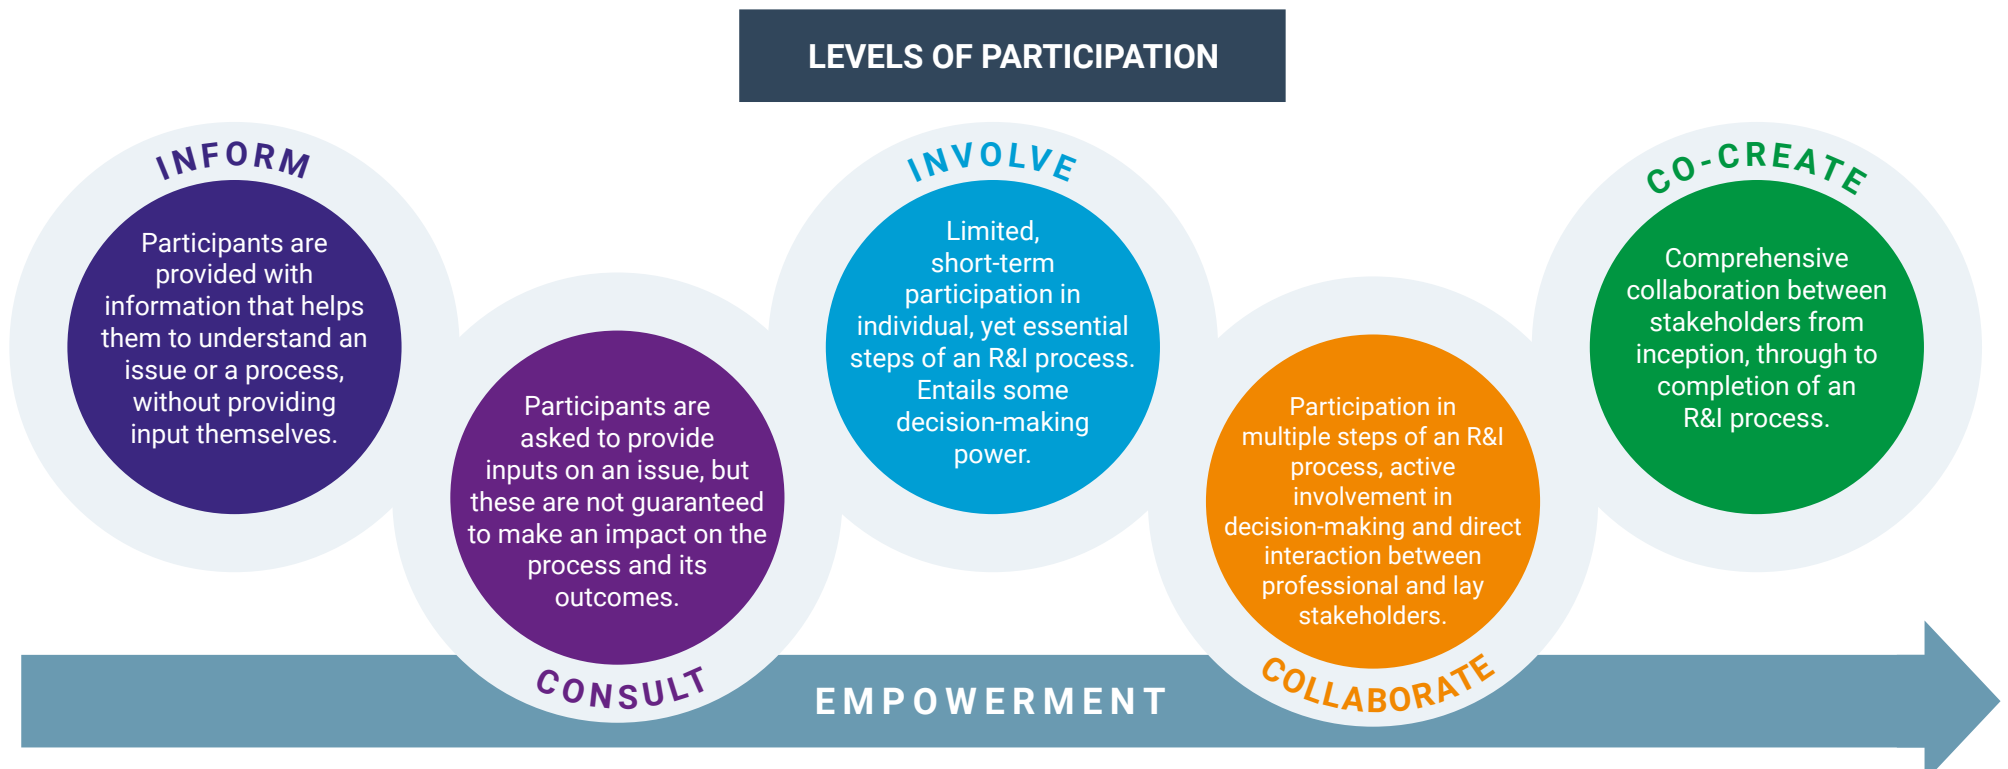 LEVELS OF PARTICIPATION
INFORM
Participants are
provided with
information that helps
them to understand an
issue or a process,
without providing
input themselves.
Participants are
asked to provide
inputs on an issue, but
these are not guaranteed
to make an impact on the
process and its
outcomes.
CONSULT
INVOLVE
Limited,
short-term
participation in
individual, yet essential
steps of an R&I process.
Entails some
decision-making
power.
Participation in
multiple steps of an R&I
process, active
involvement in
decision-making and direct
interaction between
professional and lay
stakeholders.
COLLABORATE
CO-CREATE
Comprehensive
collaboration between
stakeholders from
inception, through to
completion of an
R&I process.
EMPOWERMENT